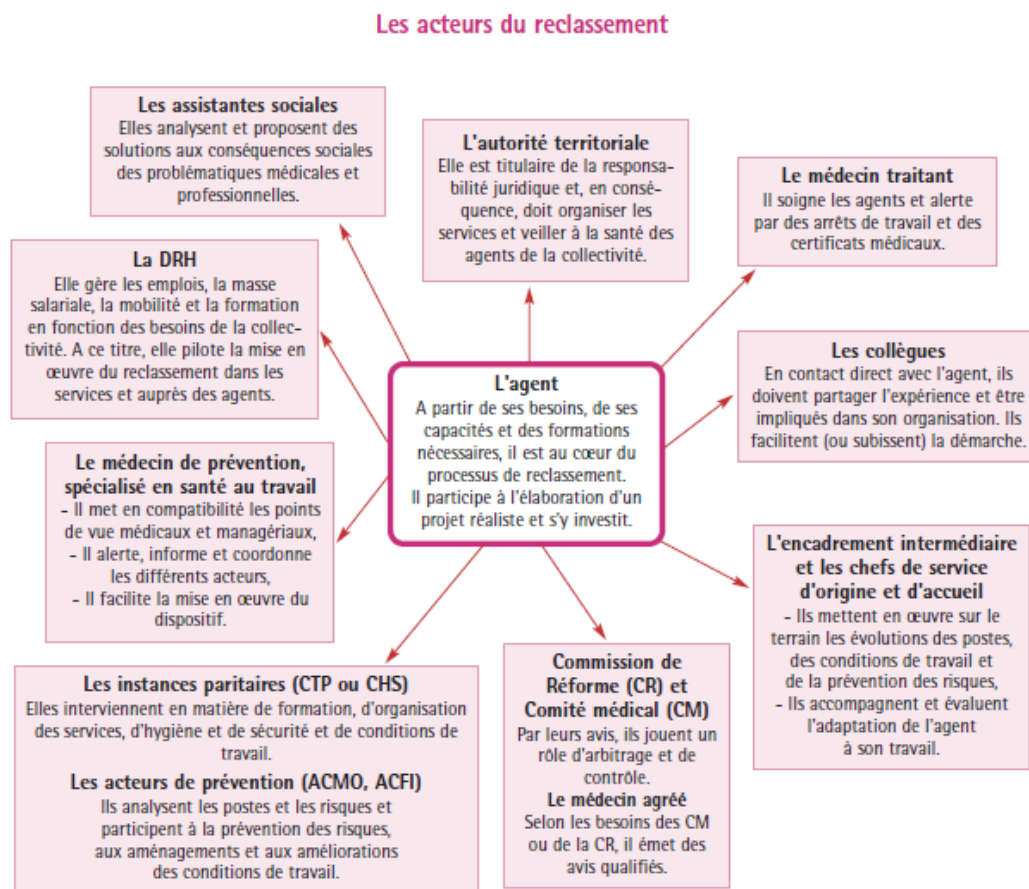 Les acteurs du reclassement
Les assistantes sociales
Elles analysent et proposent des
solutions aux conséquences sociales
des problématiques médicales et
professionnelles.
L'autorité territoriale
Elle est titulaire de la responsa-
bilité juridique et, en consé-
quence, doit organiser les
services et veiller à la santé des
agents de la collectivité.
Le médecin traitant
Il soigne les agents et alerte
par des arrêts de travail et des
certificats médicaux.
La DRH
Elle gère les emplois, la masse
salariale, la mobilité et la formation
en fonction des besoins de la collec-
tivité. A ce titre, elle pilote la mise en
œuvre du reclassement dans les
services et auprès des agents.
L'agent
A partir de ses besoins, de ses
capacités et des formations
nécessaires, il est au cœur du
processus de reclassement.
Il participe à l'élaboration d'un
projet réaliste et s'y investit.
Les collègues
En contact direct avec l'agent, ils
doivent partager l'expérience et être
impliqués dans son organisation. Ils
facilitent (ou subissent) la démarche.
Le médecin de prévention,
spécialisé en santé au travail
- Il met en compatibilité les points
de vue médicaux et managériaux,
- Il alerte, informe et coordonne
les différents acteurs,
- Il facilite la mise en œuvre du
dispositif.
L'encadrement intermédiaire
et les chefs de service
d'origine et d'accueil
- Ils mettent en œuvre sur le
terrain les évolutions des postes,
des conditions de travail et
de la prévention des risques,
- Ils accompagnent et évaluent
l'adaptation de l'agent
à son travail.
Les instances paritaires (CTP ou CHS)
Elles interviennent en matière de formation, d'organisation
des services, d'hygiène et de sécurité et de conditions de
travail.
Les acteurs de prévention (ACMO, ACFI)
Ils analysent les postes et les risques et
participent à la prévention des risques,
aux aménagements et aux améliorations
des conditions de travail.
Commission de
Réforme (CR) et
Comité médical (CM)
Par leurs avis, ils jouent un
rôle d'arbitrage et de
contrôle.
Le médecin agréé
Selon les besoins des CM
ou de la CR, il émet des
avis qualifiés.